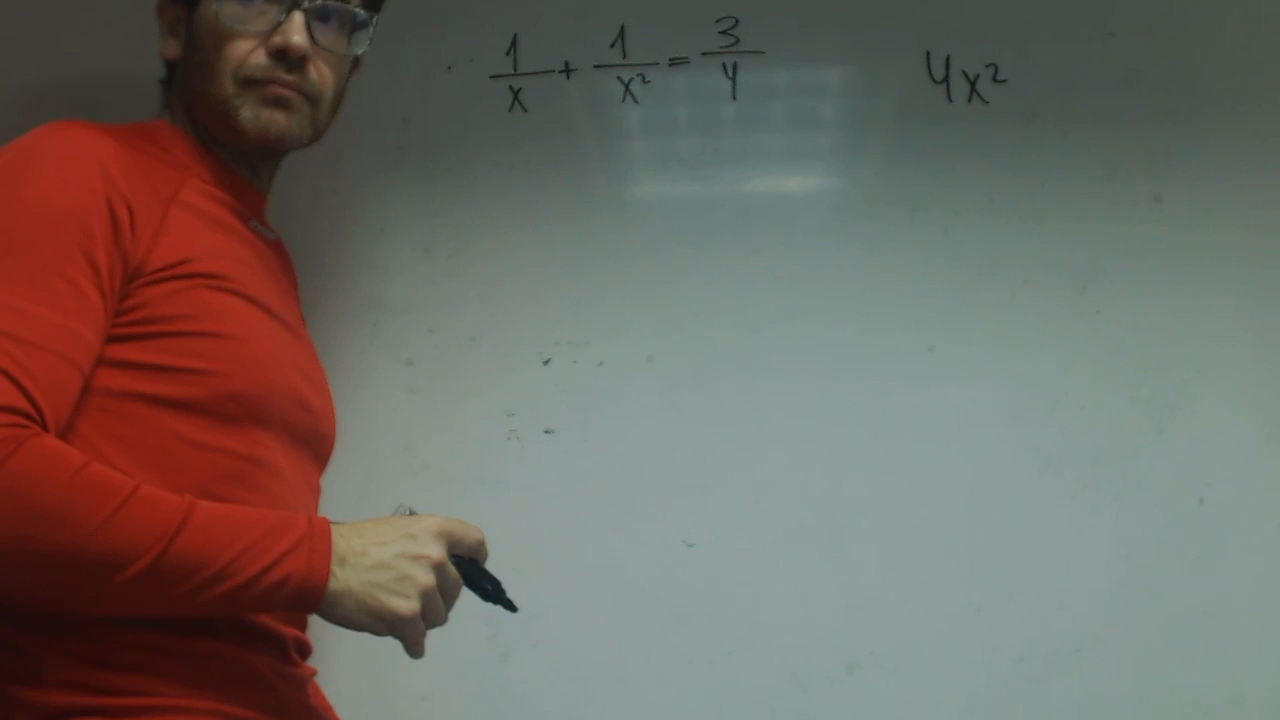 1/x + 1/x² = 3/4
4x²